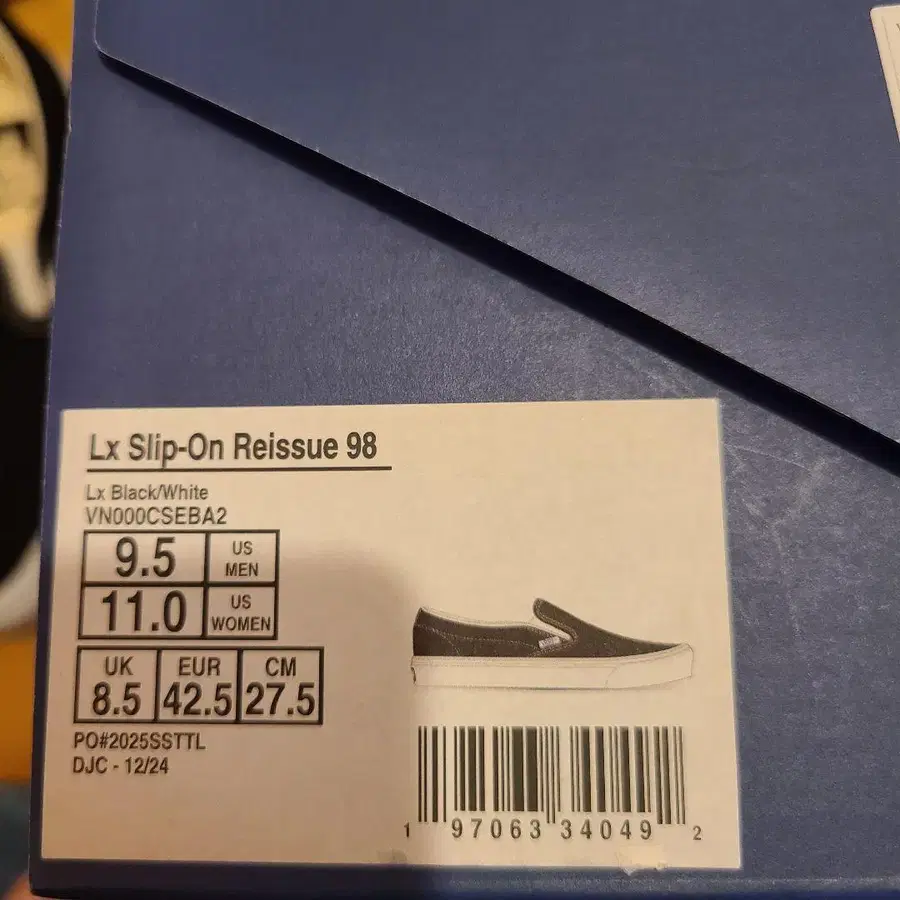 Lx Slip-On Reissue 98
Lx Black/White
VN000CSEBA2
9.5 US MEN
11.0 US WOMEN
UK EUR CM
8.5 42.5 27.5
PO#2025SSTTL
DJC - 12/24
1 97063 34049 2